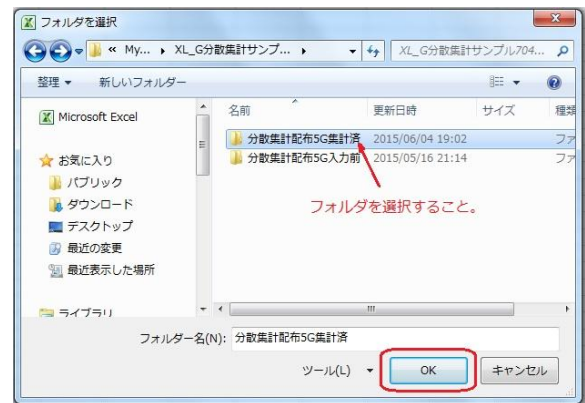 フォルダを選択
« My... ▸ XL_G分散集計サンプ... ▸
XL_G分散集計サンプル704...
整理 ▼ 新しいフォルダー
Microsoft Excel
お気に入り
パブリック
ダウンロード
デスクトップ
最近の変更
最近表示した場所
ライブラリ
名前 更新日時 サイズ 種類
分散集計配布5G集計済 2015/06/04 19:02 ファ
分散集計配布5G入力前 2015/05/16 21:14 ファ
フォルダを選択すること。
フォルダー名(N): 分散集計配布5G集計済
ツール(L) ▼ OK キャンセル